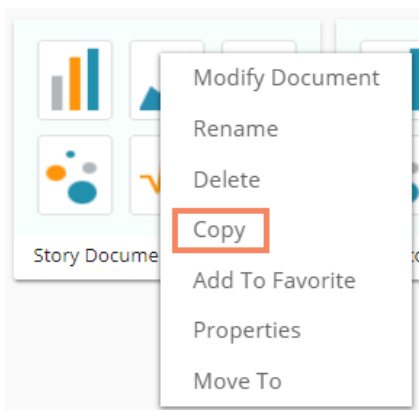 Modify Document
Rename
Delete
Copy
Story Docume
Add To Favorite
Properties
Move To